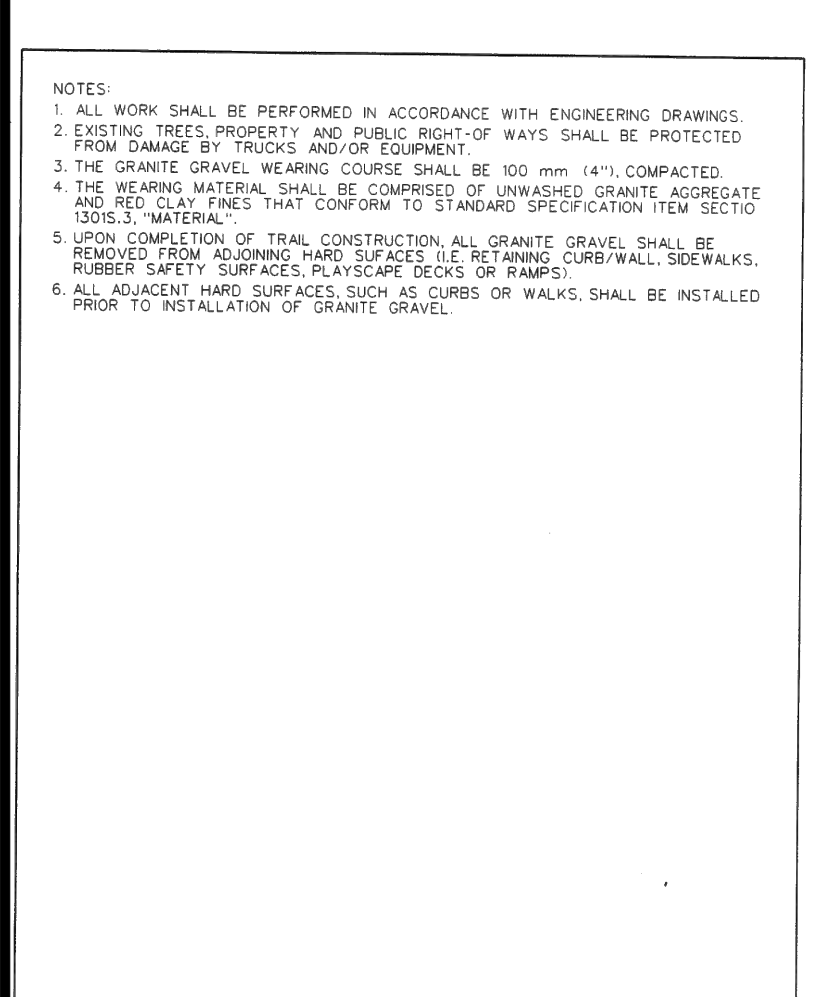 NOTES:
1. ALL WORK SHALL BE PERFORMED IN ACCORDANCE WITH ENGINEERING DRAWINGS.
2. EXISTING TREES, PROPERTY AND PUBLIC RIGHT-OF WAYS SHALL BE PROTECTED
FROM DAMAGE BY TRUCKS AND/OR EQUIPMENT.
3. THE GRANITE GRAVEL WEARING COURSE SHALL BE 100 mm (4"), COMPACTED.
4. THE WEARING MATERIAL SHALL BE COMPRISED OF UNWASHED GRANITE AGGREGATE
AND RED CLAY FINES THAT CONFORM TO STANDARD SPECIFICATION ITEM SECTIO
1301S.3, "MATERIAL".
5. UPON COMPLETION OF TRAIL CONSTRUCTION, ALL GRANITE GRAVEL SHALL BE
REMOVED FROM ADJOINING HARD SUFACES (I.E. RETAINING CURB/WALL, SIDEWALKS,
RUBBER SAFETY SURFACES, PLAYSCAPE DECKS OR RAMPS).
6. ALL ADJACENT HARD SURFACES, SUCH AS CURBS OR WALKS, SHALL BE INSTALLED
PRIOR TO INSTALLATION OF GRANITE GRAVEL.